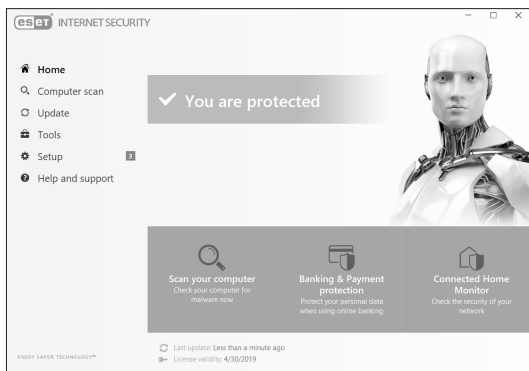 eset INTERNET SECURITY
Home
Computer scan
Update
Tools
Setup 3
Help and support
You are protected
Scan your computer
Check your computer for
malware now
Banking & Payment
protection
Protect your personal data
when using online banking
Connected Home
Monitor
Check the security of your
network
Last update: Less than a minute ago
License validity: 4/30/2019
ENJOY SAFER TECHNOLOGY™